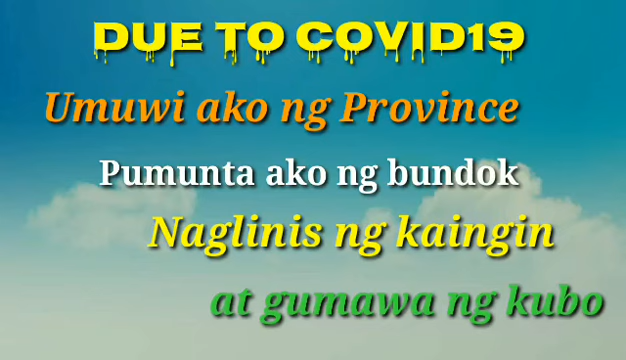 DUE TO COVID19
Umuwi ako ng Province
Pumunta ako ng bundok
Naglinis ng kaingin
at gumawa ng kubo